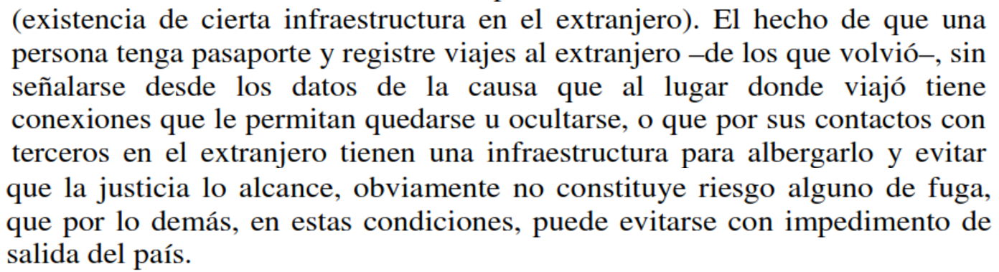 (existencia de cierta infraestructura en el extranjero). El hecho de que una
persona tenga pasaporte y registre viajes al extranjero –de los que volvió–, sin
señalarse desde los datos de la causa que al lugar donde viajó tiene
conexiones que le permitan quedarse u ocultarse, o que por sus contactos con
terceros en el extranjero tienen una infraestructura para albergarlo y evitar
que la justicia lo alcance, obviamente no constituye riesgo alguno de fuga,
que por lo demás, en estas condiciones, puede evitarse con impedimento de
salida del país.